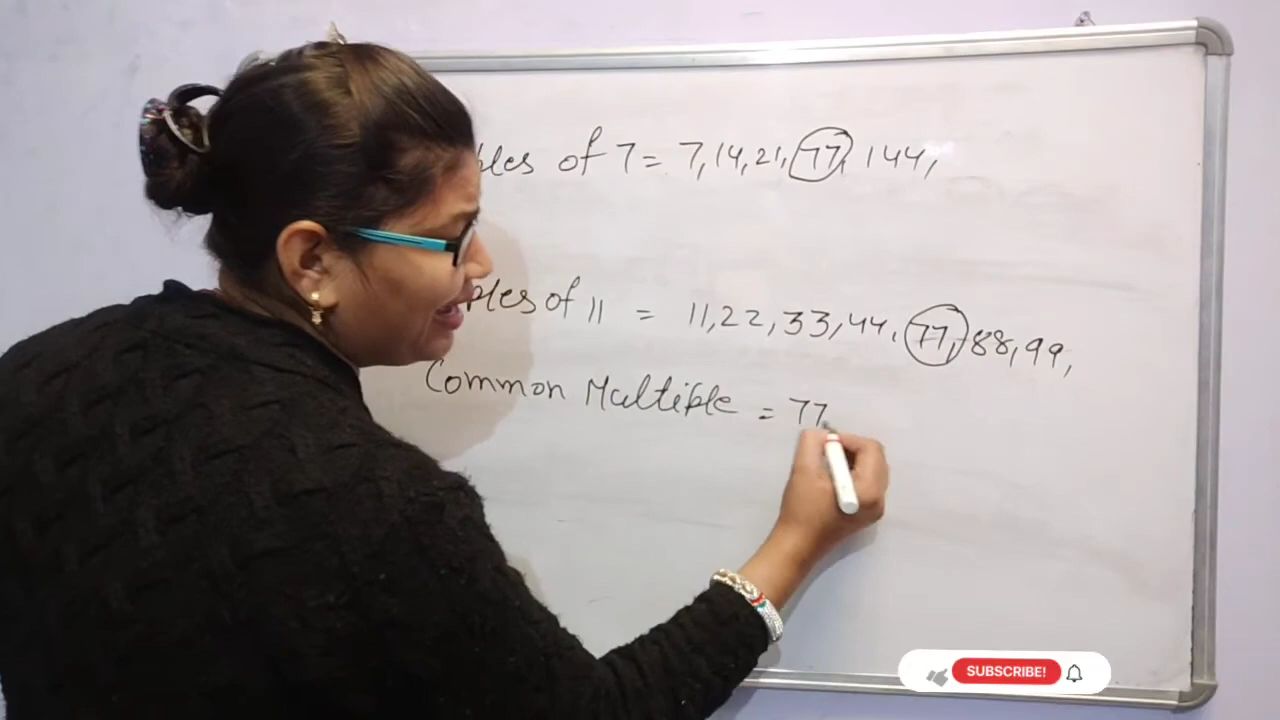 ples of 7 = 7, 14, 21, 77, 144,
ples of 11 = 11, 22, 33, 44, 77, 88, 99,
Common Multiple = 77
SUBSCRIBE!